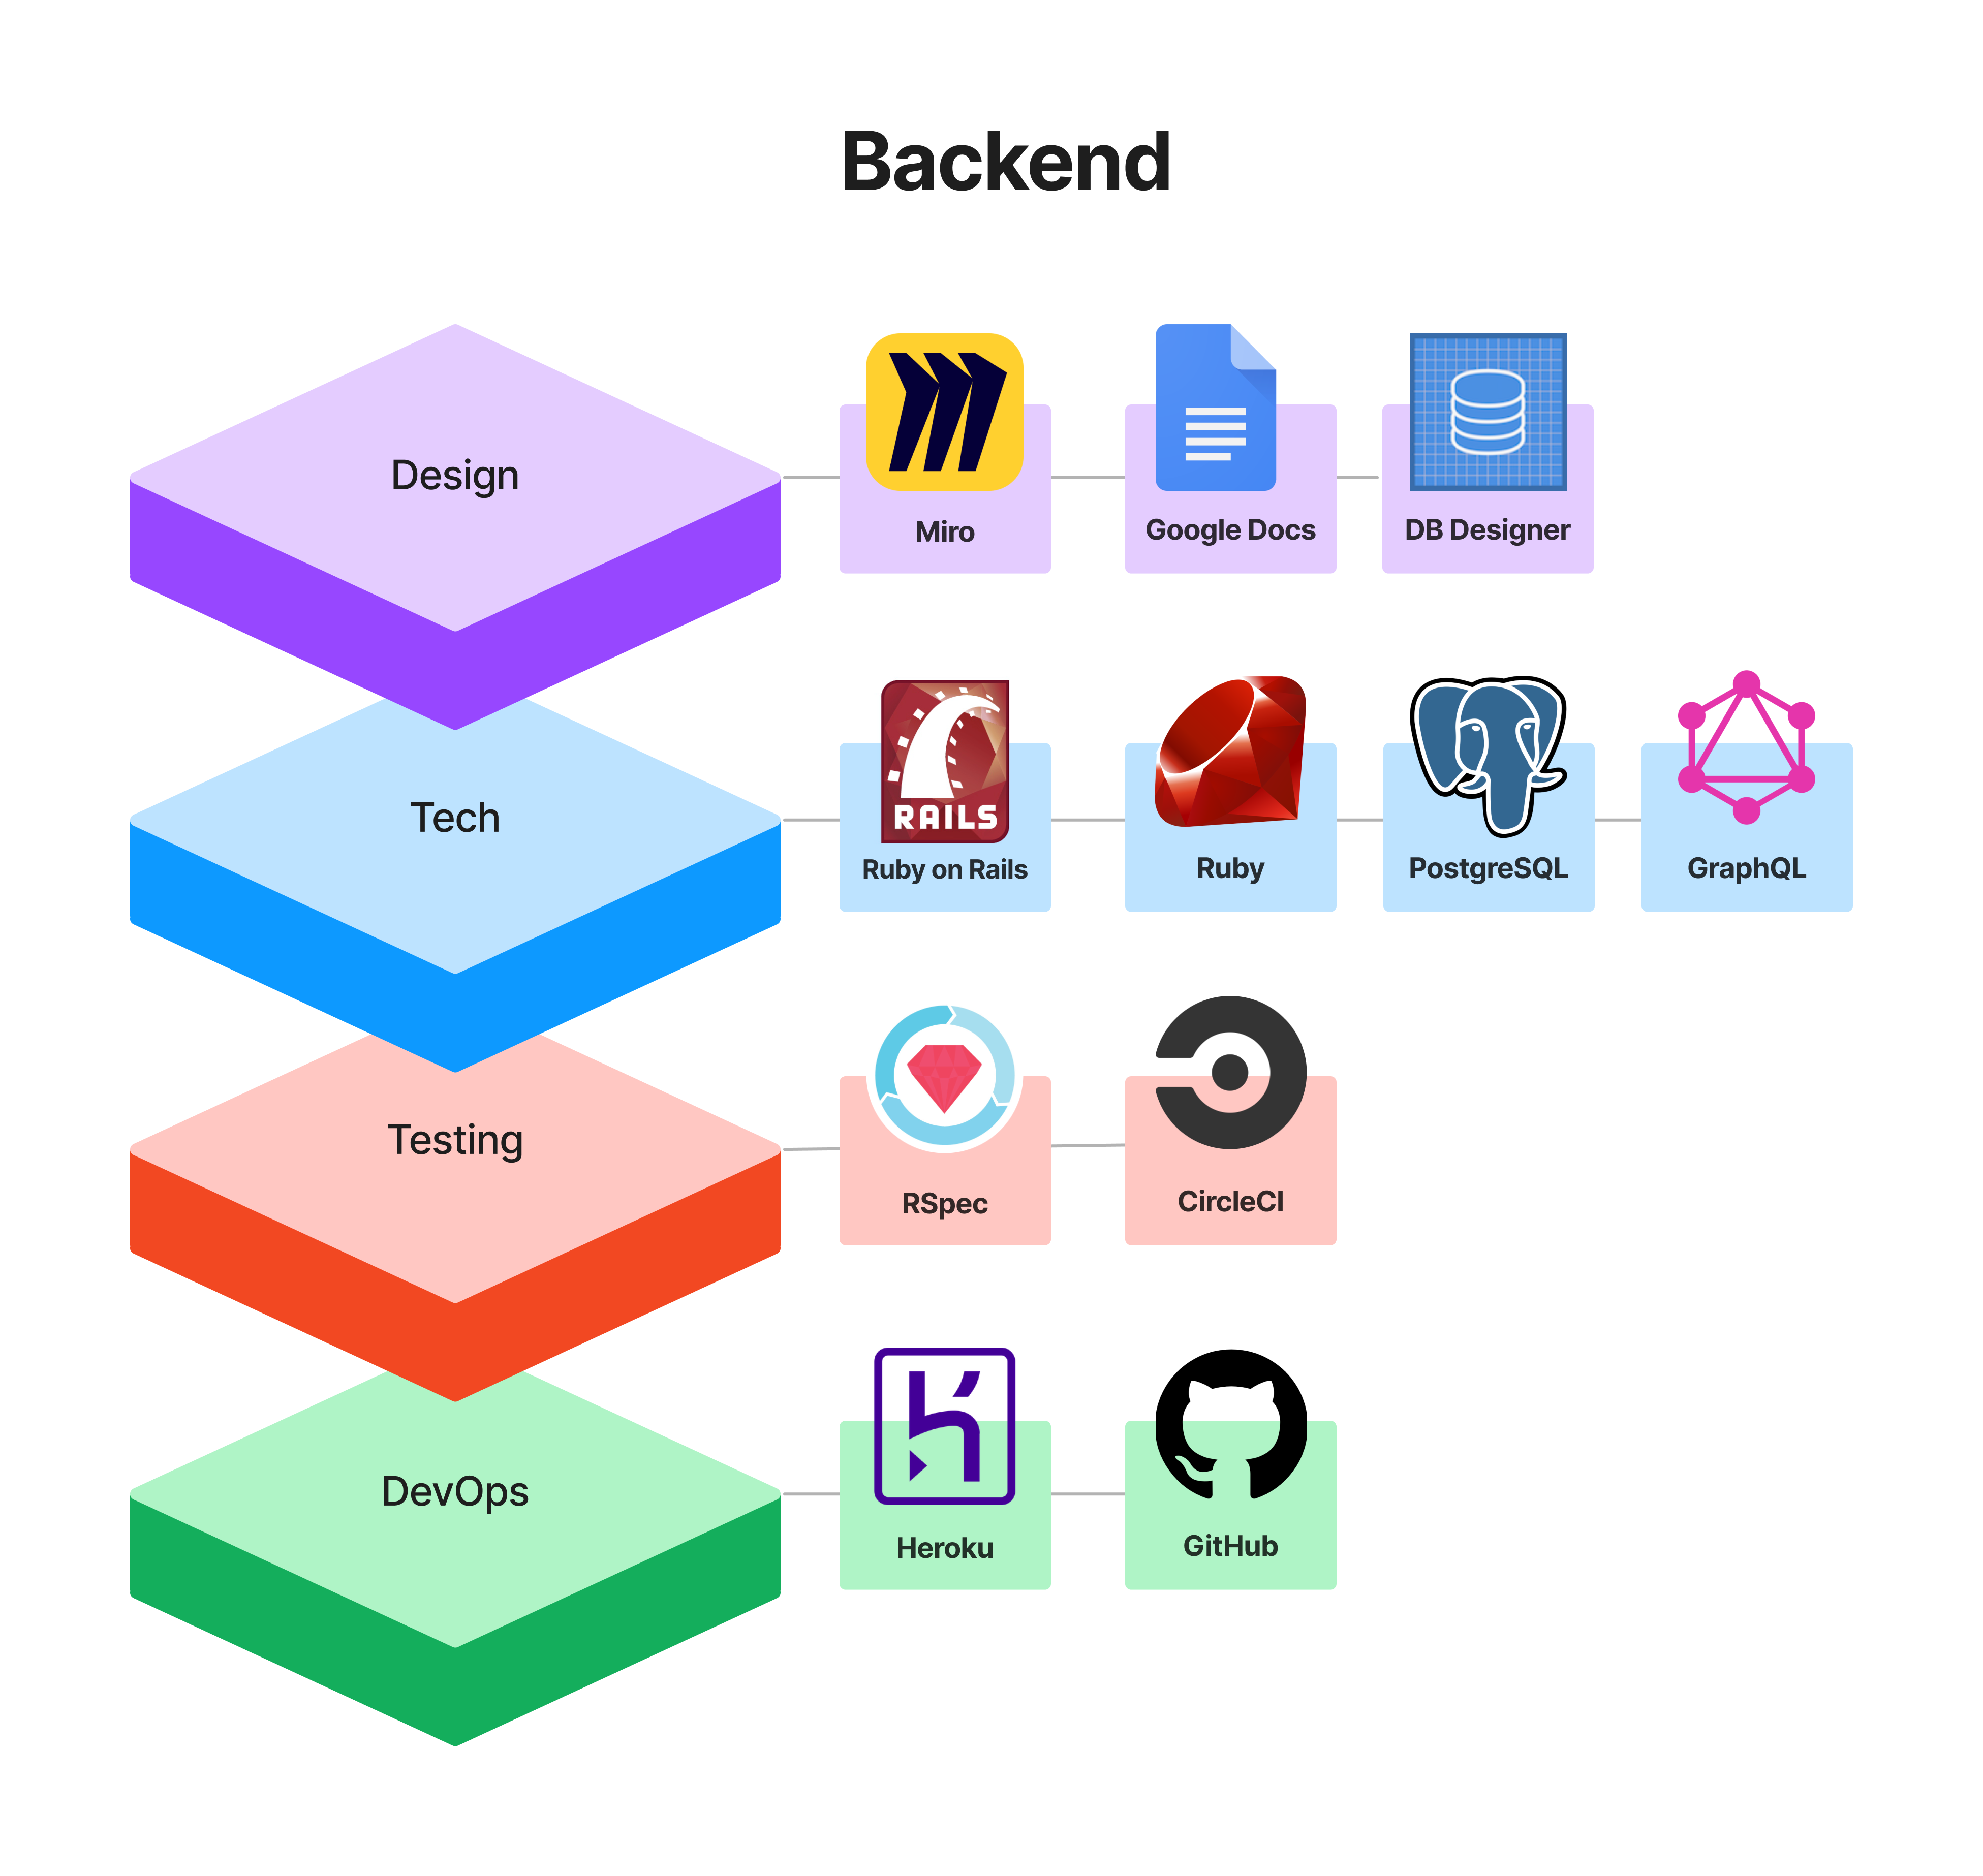 Backend
Design
Miro
Google Docs
DB Designer
Tech
RAILS
Ruby on Rails
Ruby
PostgreSQL
GraphQL
Testing
RSpec
CircleCI
DevOps
Heroku
GitHub